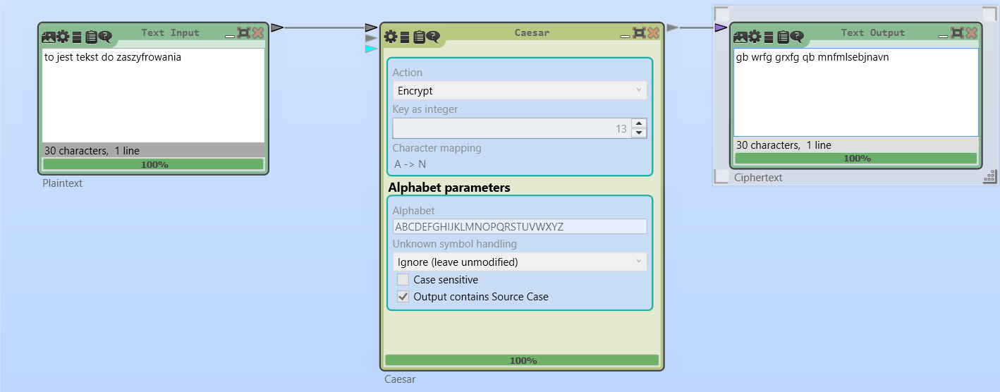 Text Input
to jest tekst do zaszyfrowania
30 characters, 1 line
100%
Plaintext
Caesar
Action
Encrypt
Key as integer
13
Character mapping
A -> N
Alphabet parameters
Alphabet
ABCDEFGHIJKLMNOPQRSTUVWXYZ
Unknown symbol handling
Ignore (leave unmodified)
Case sensitive
Output contains Source Case
100%
Caesar
Text Output
gb wrfg grxfg qb mnfmlsebjnavn
30 characters, 1 line
100%
Ciphertext